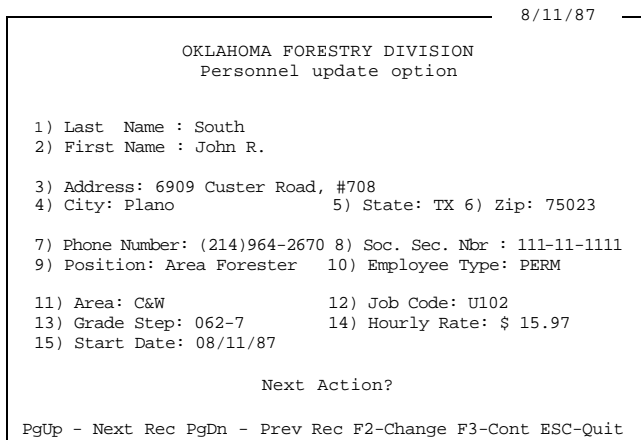 8/11/87
OKLAHOMA FORESTRY DIVISION
Personnel update option
1) Last Name : South
2) First Name : John R.
3) Address: 6909 Custer Road, #708
4) City: Plano 5) State: TX 6) Zip: 75023
7) Phone Number: (214)964-2670 8) Soc. Sec. Nbr : 111-11-1111
9) Position: Area Forester 10) Employee Type: PERM
11) Area: C&W 12) Job Code: U102
13) Grade Step: 062-7 14) Hourly Rate: $ 15.97
15) Start Date: 08/11/87
Next Action?
PgUp - Next Rec PgDn - Prev Rec F2-Change F3-Cont ESC-Quit